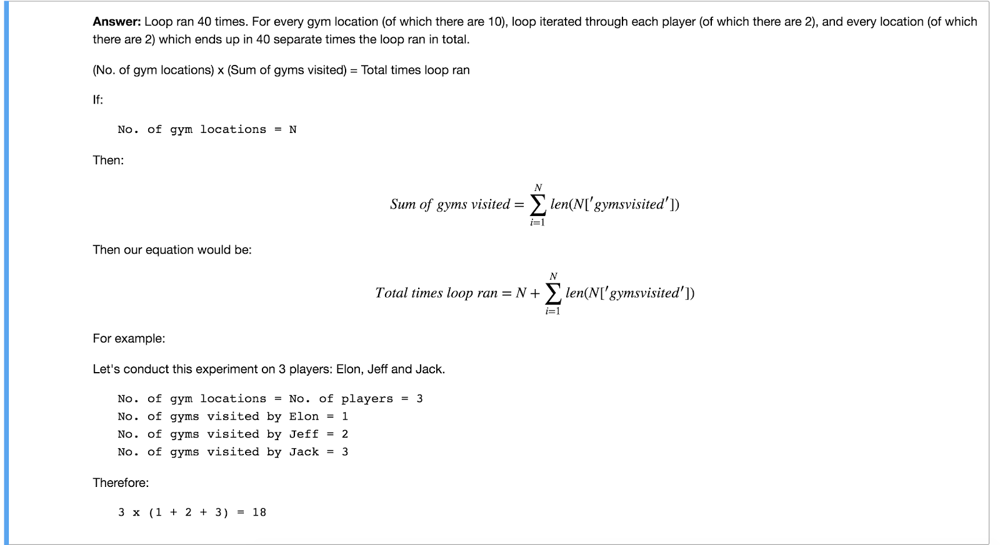 Answer: Loop ran 40 times. For every gym location (of which there are 10), loop iterated through each player (of which there are 2), and every location (of which
there are 2) which ends up in 40 separate times the loop ran in total.
(No. of gym locations) x (Sum of gyms visited) = Total times loop ran
If:
No. of gym locations = N
Then:
Sum of gyms visited = ∑_{i=1}^{N} len(N['gymsvisited'])
Then our equation would be:
Total times loop ran = N + ∑_{i=1}^{N} len(N['gymsvisited'])
For example:
Let's conduct this experiment on 3 players: Elon, Jeff and Jack.
No. of gym locations = No. of players = 3
No. of gyms visited by Elon = 1
No. of gyms visited by Jeff = 2
No. of gyms visited by Jack = 3
Therefore:
3 x (1 + 2 + 3) = 18